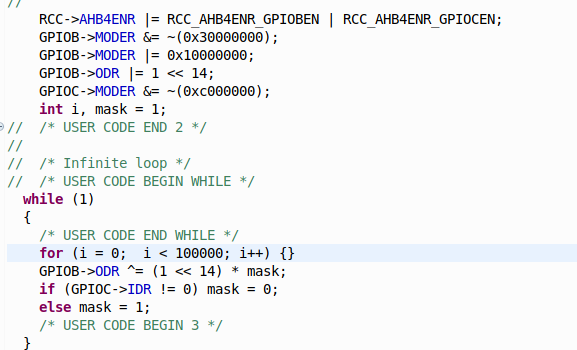 //
RCC->AHB4ENR |= RCC_AHB4ENR_GPIOBEN | RCC_AHB4ENR_GPIOCEN;
GPIOB->MODER &= ~(0x30000000);
GPIOB->MODER |= 0x10000000;
GPIOB->ODR |= 1 << 14;
GPIOC->MODER &= ~(0xc000000);
int i, mask = 1;
// /* USER CODE END 2 */
//
// /* Infinite loop */
// /* USER CODE BEGIN WHILE */
while (1)
{
/* USER CODE END WHILE */
for (i = 0; i < 100000; i++) {}
GPIOB->ODR ^= (1 << 14) * mask;
if (GPIOC->IDR != 0) mask = 0;
else mask = 1;
/* USER CODE BEGIN 3 */
}